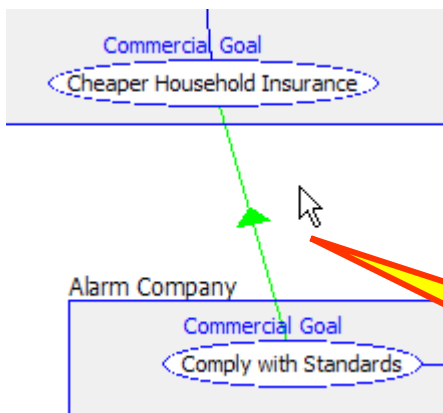 Commercial Goal
Cheaper Household Insurance
Alarm Company
Commercial Goal
Comply with Standards